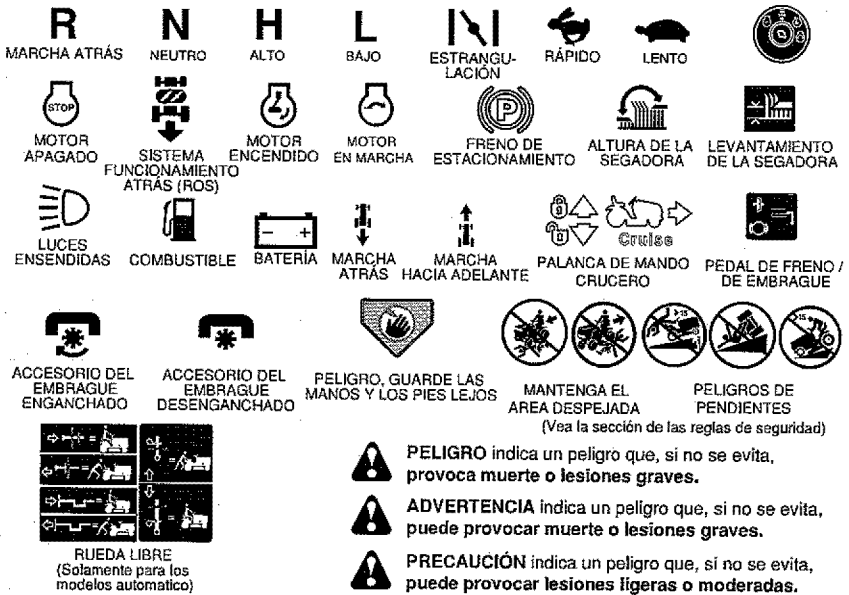 R
N
H
L
MARCHA ATRÁS
NEUTRO
ALTO
BAJO
ESTRANGU-
LACIÓN
RÁPIDO
LENTO
STOP
MOTOR
APAGADO
SISTEMA
FUNCIONAMIENTO
ATRÁS (ROS)
MOTOR
ENCENDIDO
MOTOR
EN MARCHA
P
FRENO DE
ESTACIONAMIENTO
ALTURA DE LA
SEGADORA
LEVANTAMIENTO
DE LA SEGADORA
LUCES
ENSENDIDAS
COMBUSTIBLE
- +
BATERÍA
MARCHA
ATRÁS
MARCHA
HACIA ADELANTE
Cruise
PALANCA DE MANDO
CRUCERO
PEDAL DE FRENO /
DE EMBRAGUE
ACCESORIO DEL
EMBRAGUE
ENGANCHADO
ACCESORIO DEL
EMBRAGUE
DESENGANCHADO
PELIGRO, GUARDE LAS
MANOS Y LOS PIES LEJOS
MANTENGA EL
AREA DESPEJADA
>15
>15
PELIGROS DE
PENDIENTES
(Vea la sección de las reglas de seguridad)
RUEDA LIBRE
(Solamente para los
modelos automatico)
PELIGRO indica un peligro que, si no se evita,
provoca muerte o lesiones graves.
ADVERTENCIA indica un peligro que, si no se evita,
puede provocar muerte o lesiones graves.
PRECAUCIÓN indica un peligro que, si no se evita,
puede provocar lesiones ligeras o moderadas.